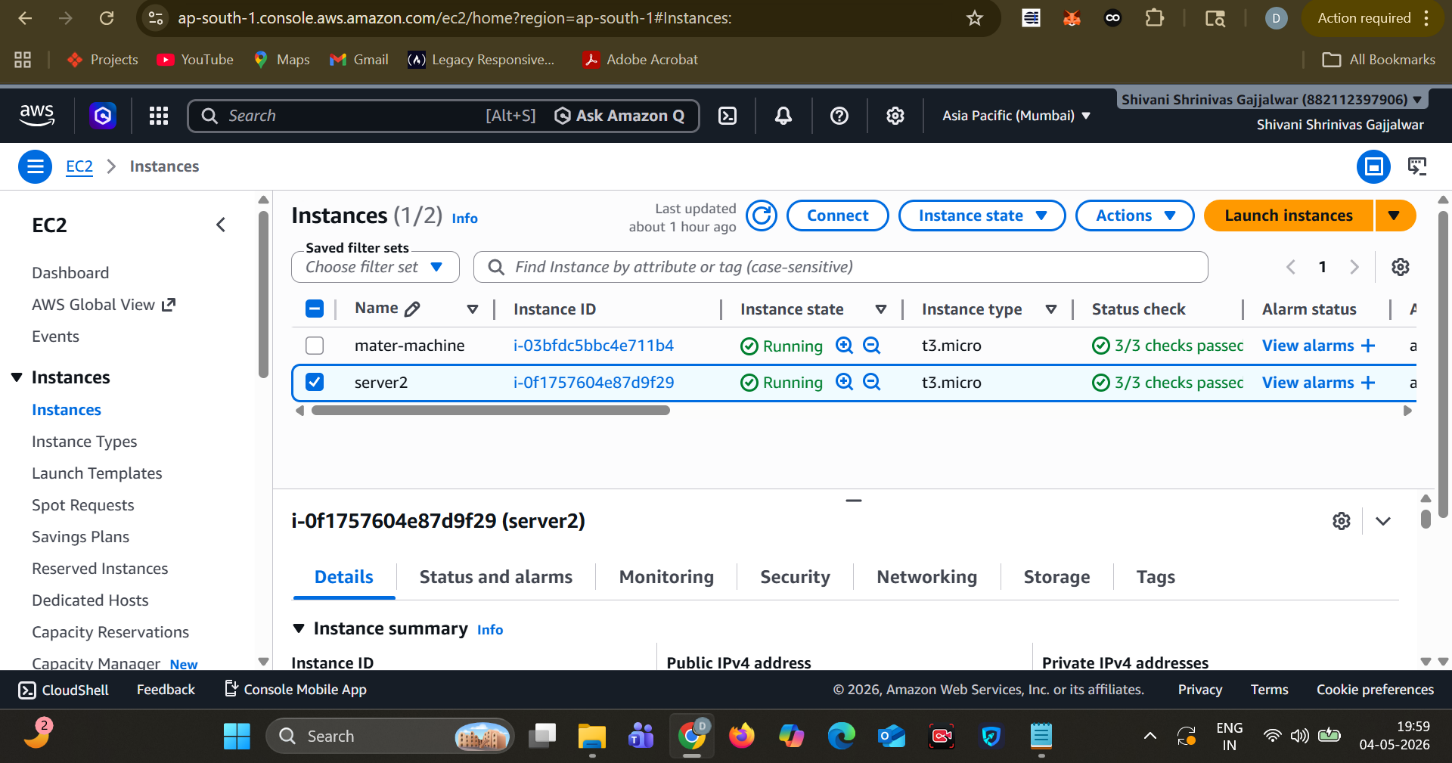 ap-south-1.console.aws.amazon.com/ec2/home?region=ap-south-1#Instances:
D
Action required
Projects
YouTube
Maps
Gmail
Legacy Responsive...
Adobe Acrobat
All Bookmarks
aws
Search
[Alt+S]
Ask Amazon Q
Asia Pacific (Mumbai)
Shivani Shrinivas Gajjalwar (882112397906)
Shivani Shrinivas Gajjalwar
EC2
Instances
EC2
Dashboard
AWS Global View
Events
Instances
Instances
Instance Types
Launch Templates
Spot Requests
Savings Plans
Reserved Instances
Dedicated Hosts
Capacity Reservations
Capacity Manager New
Instances (1/2) Info
Last updated
about 1 hour ago
Connect
Instance state
Actions
Launch instances
Saved filter sets
Choose filter set
Find Instance by attribute or tag (case-sensitive)
1
Name Instance ID Instance state Instance type Status check Alarm status A
mater-machine i-03bfdc5bbc4e711b4 Running t3.micro 3/3 checks passec View alarms + a
server2 i-0f1757604e87d9f29 Running t3.micro 3/3 checks passec View alarms + a
i-0f1757604e87d9f29 (server2)
Details Status and alarms Monitoring Security Networking Storage Tags
Instance summary Info
Instance ID Public IPv4 address Private IPv4 addresses
CloudShell Feedback Console Mobile App © 2026, Amazon Web Services, Inc. or its affiliates. Privacy Terms Cookie preferences
2
Search
D
ENG
IN
19:59
04-05-2026